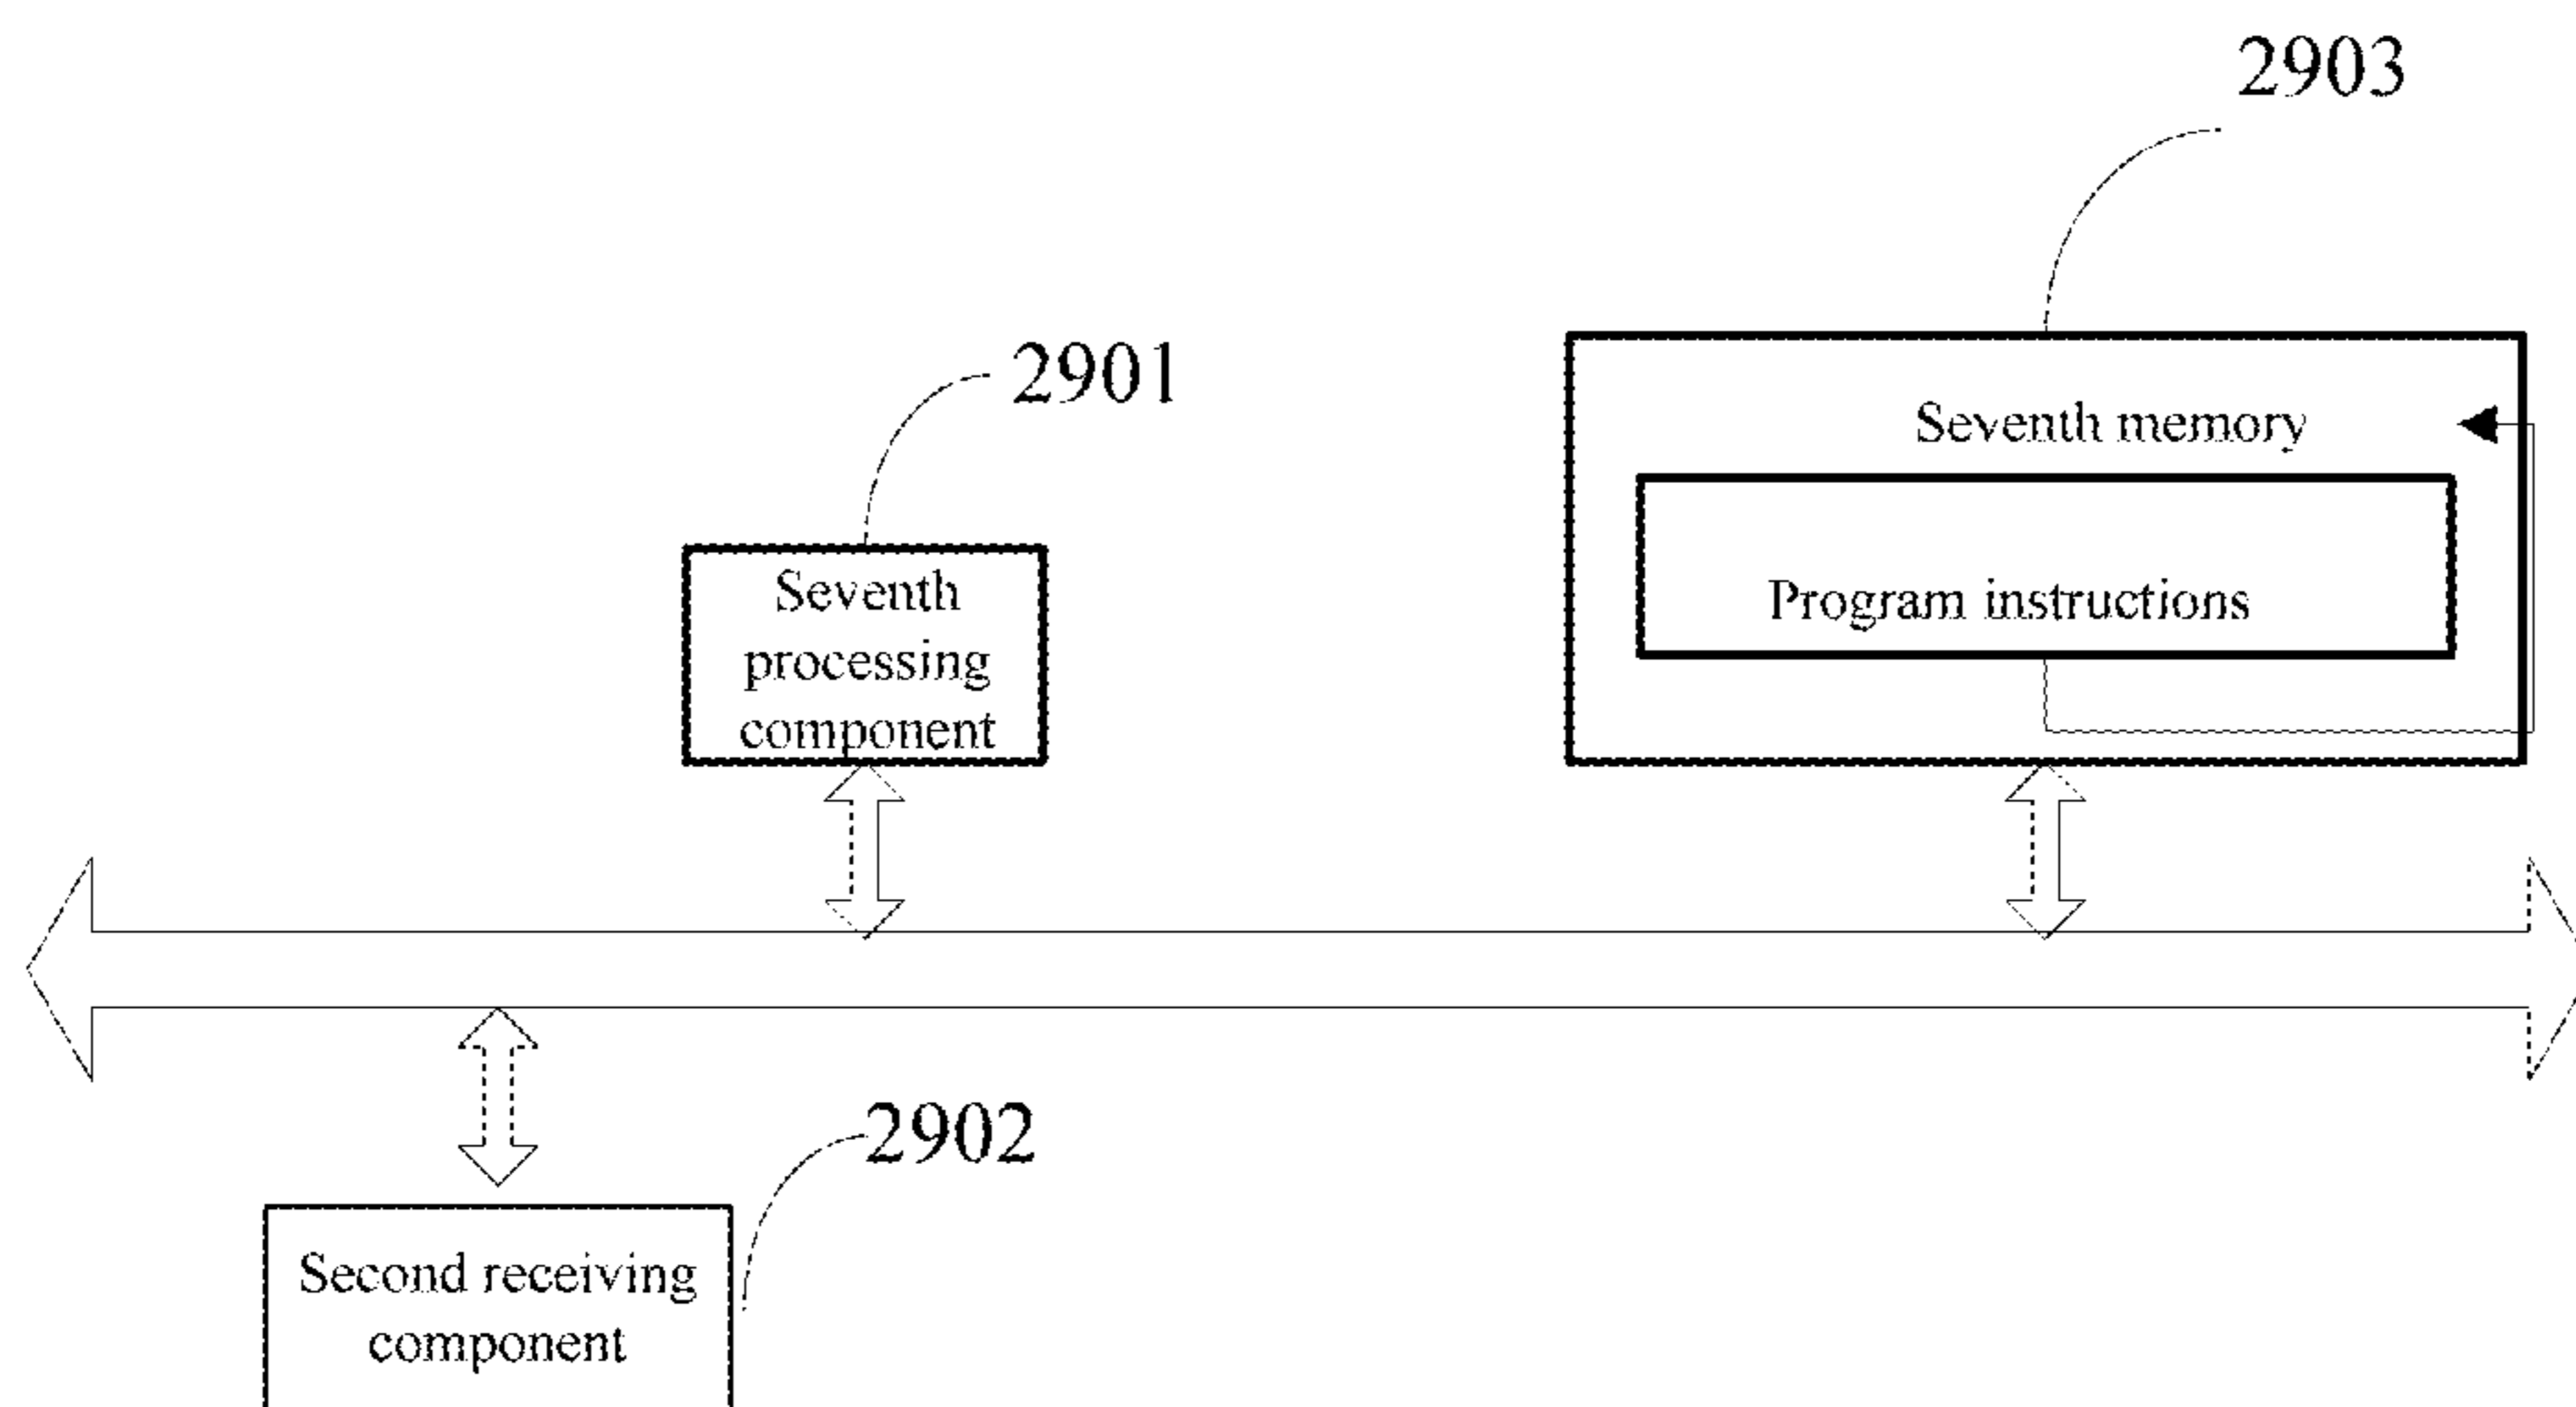 2903
2901
Seventh memory
Seventh
processing
component
Program instructions
2902
Second receiving
component